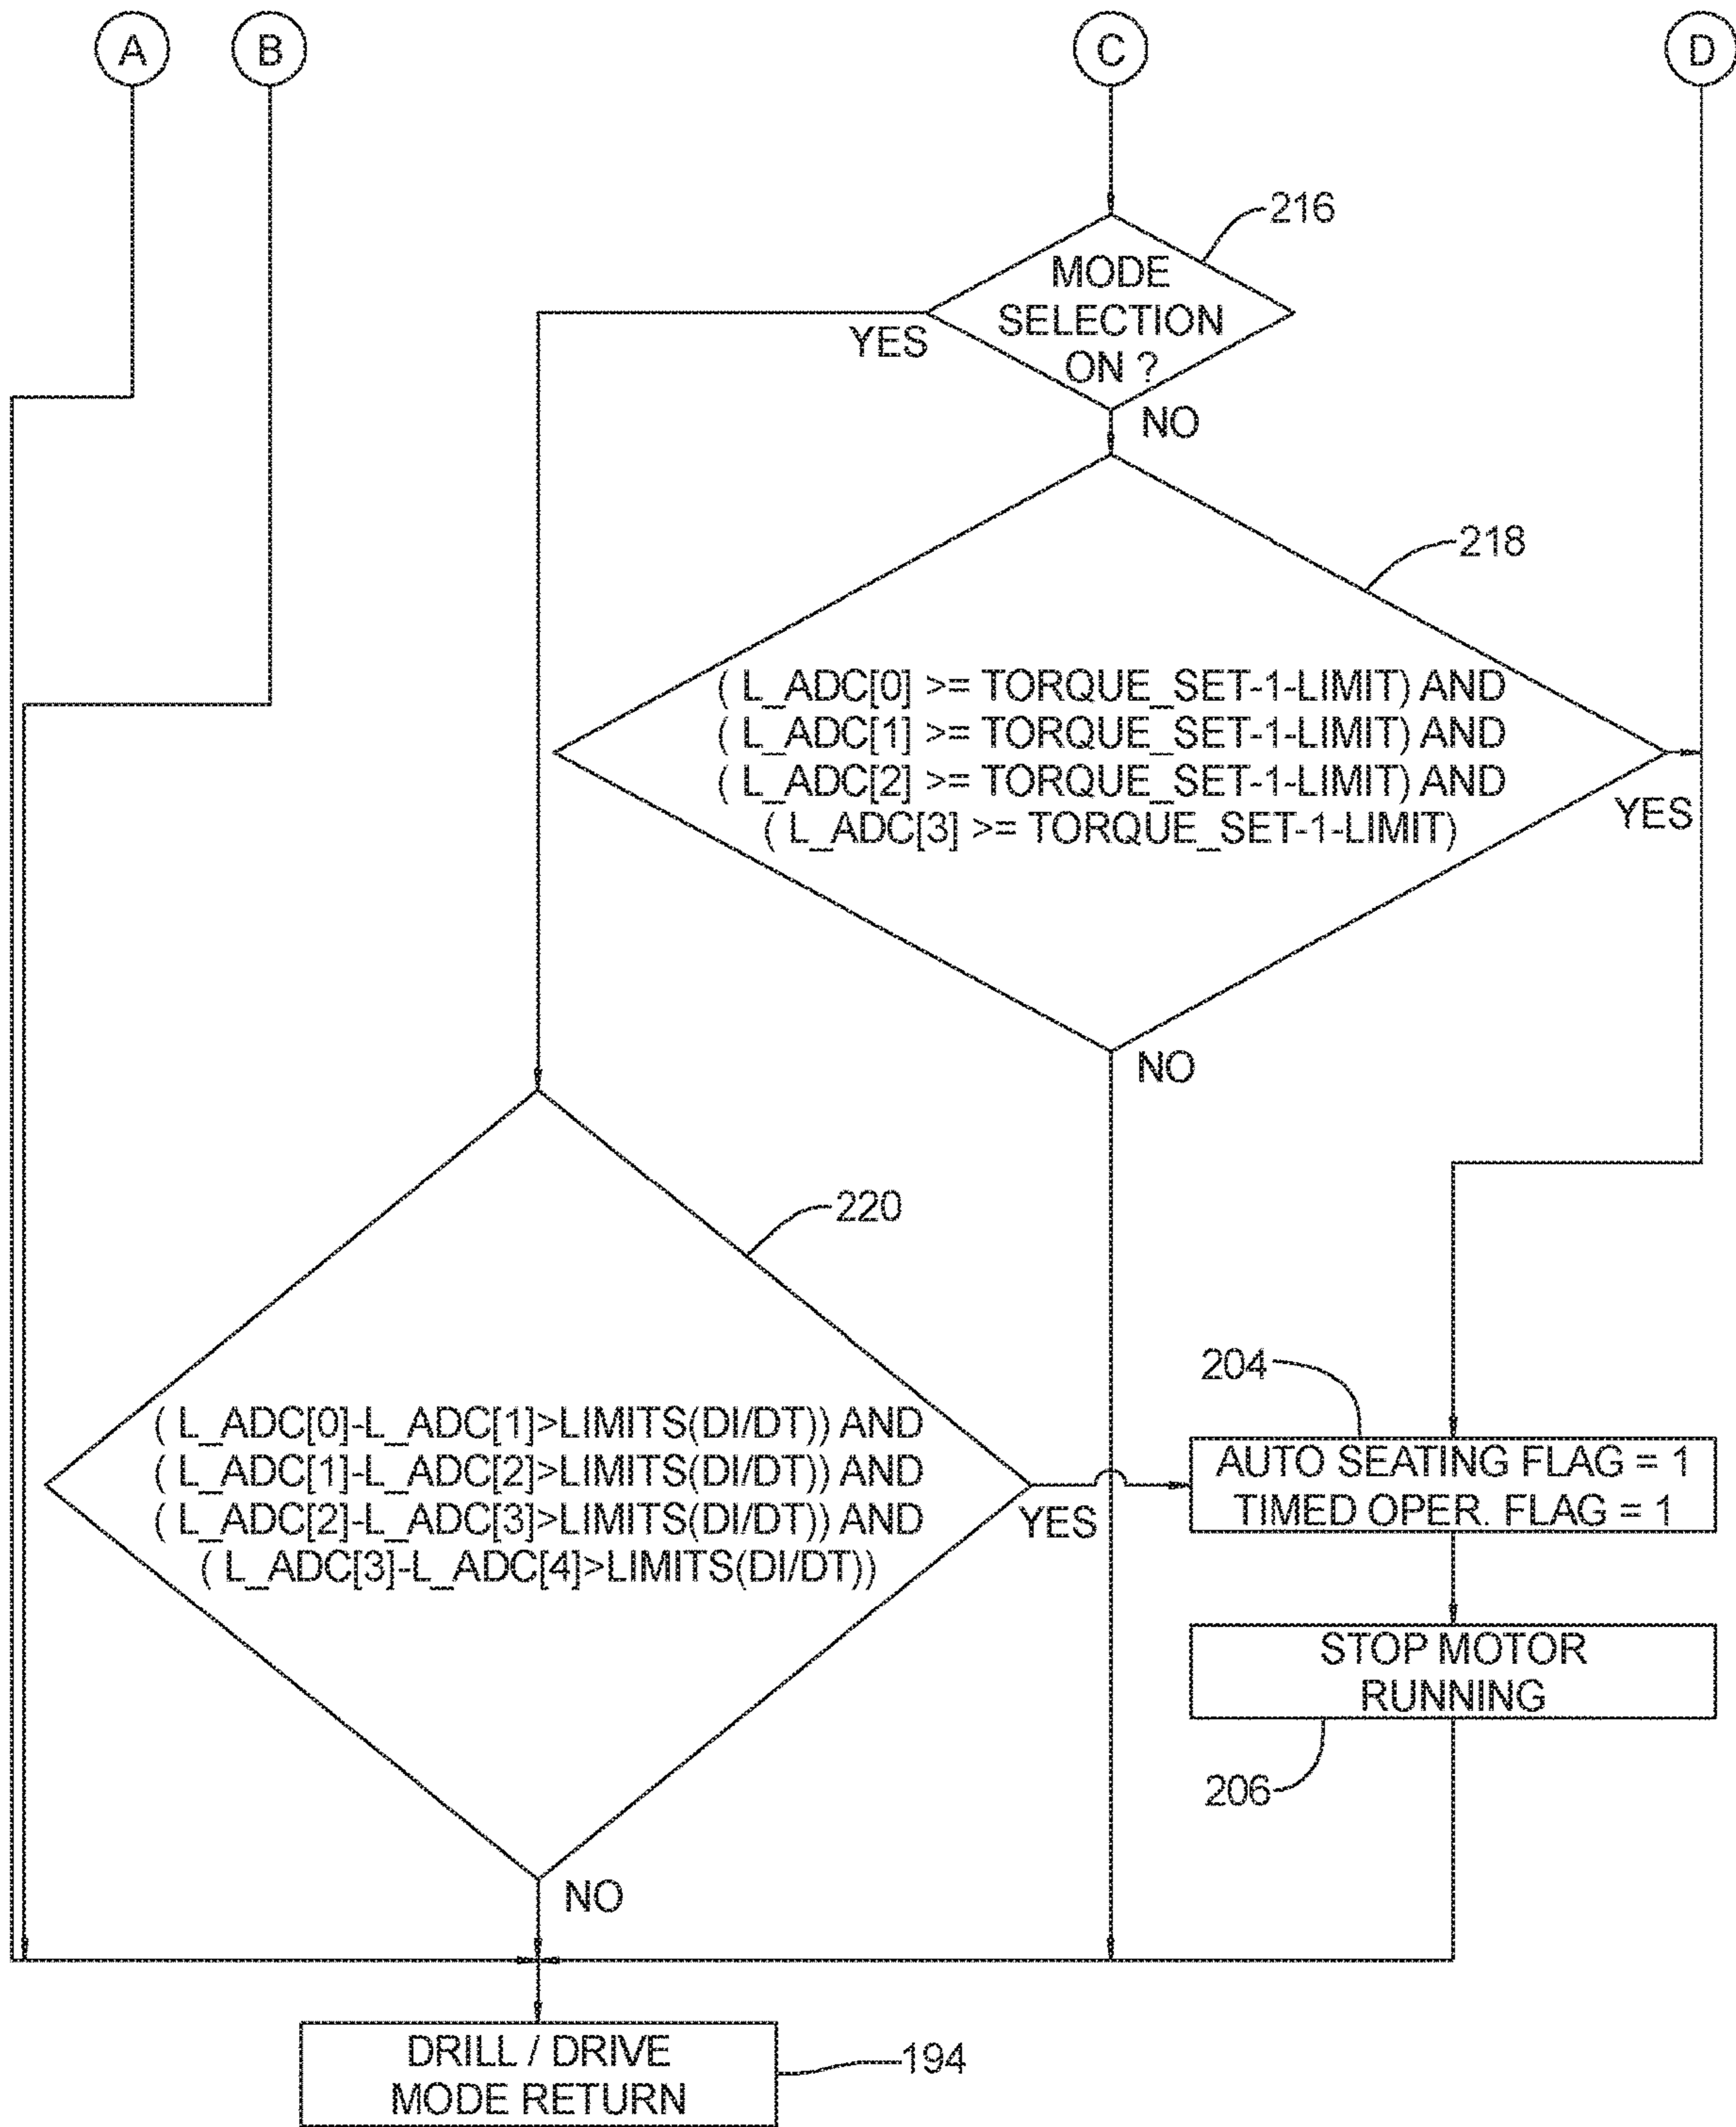 A
B
C
D
216
MODE
SELECTION
ON ?
YES
NO
218
( L_ADC[0] >= TORQUE_SET-1-LIMIT) AND
( L_ADC[1] >= TORQUE_SET-1-LIMIT) AND
( L_ADC[2] >= TORQUE_SET-1-LIMIT) AND
( L_ADC[3] >= TORQUE_SET-1-LIMIT)
YES
NO
220
( L_ADC[0]-L_ADC[1]>LIMITS(DI/DT)) AND
( L_ADC[1]-L_ADC[2]>LIMITS(DI/DT)) AND
( L_ADC[2]-L_ADC[3]>LIMITS(DI/DT)) AND
( L_ADC[3]-L_ADC[4]>LIMITS(DI/DT))
YES
NO
204
AUTO SEATING FLAG = 1
TIMED OPER. FLAG = 1
STOP MOTOR
RUNNING
206
DRILL / DRIVE
MODE RETURN
194